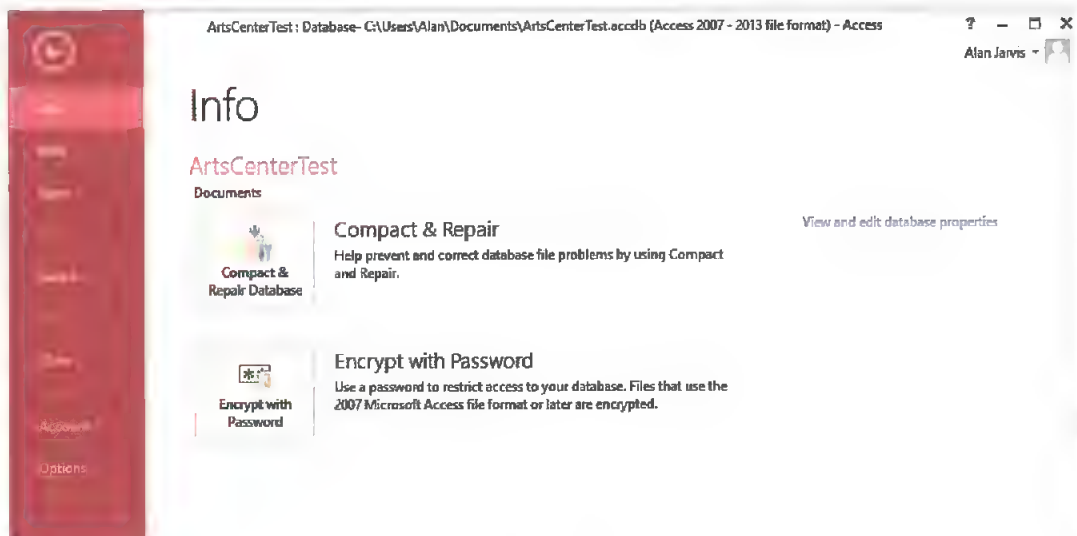 ArtsCenterTest : Database- C:\Users\Alan\Documents\ArtsCenterTest.accdb (Access 2007 - 2013 file format) - Access
Alan Jarvis
Info
ArtsCenterTest
Documents
Compact & Repair Database
Compact & Repair
Help prevent and correct database file problems by using Compact
and Repair.
View and edit database properties
Encrypt with
Password
Encrypt with Password
Use a password to restrict access to your database. Files that use the
2007 Microsoft Access file format or later are encrypted.
Account
Options